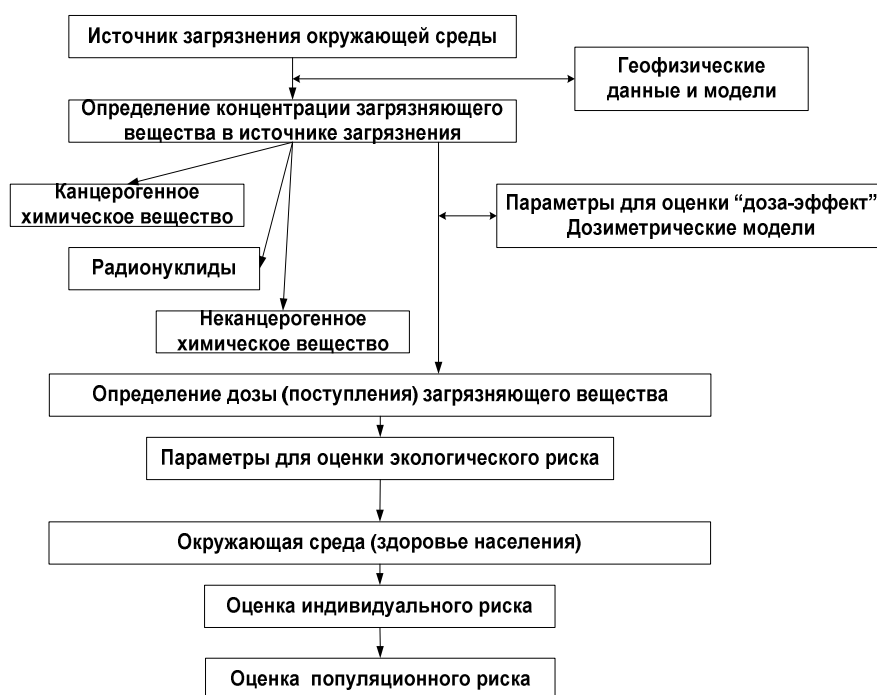 Источник загрязнения окружающей среды
Геофизические
данные и модели
Определение концентрации загрязняющего
вещества в источнике загрязнения
Канцерогенное
химическое вещество
Параметры для оценки “доза-эффект”
Дозиметрические модели
Радионуклиды
Неканцерогенное
химическое вещество
Определение дозы (поступления) загрязняющего вещества
Параметры для оценки экологического риска
Окружающая среда (здоровье населения)
Оценка индивидуального риска
Оценка популяционного риска